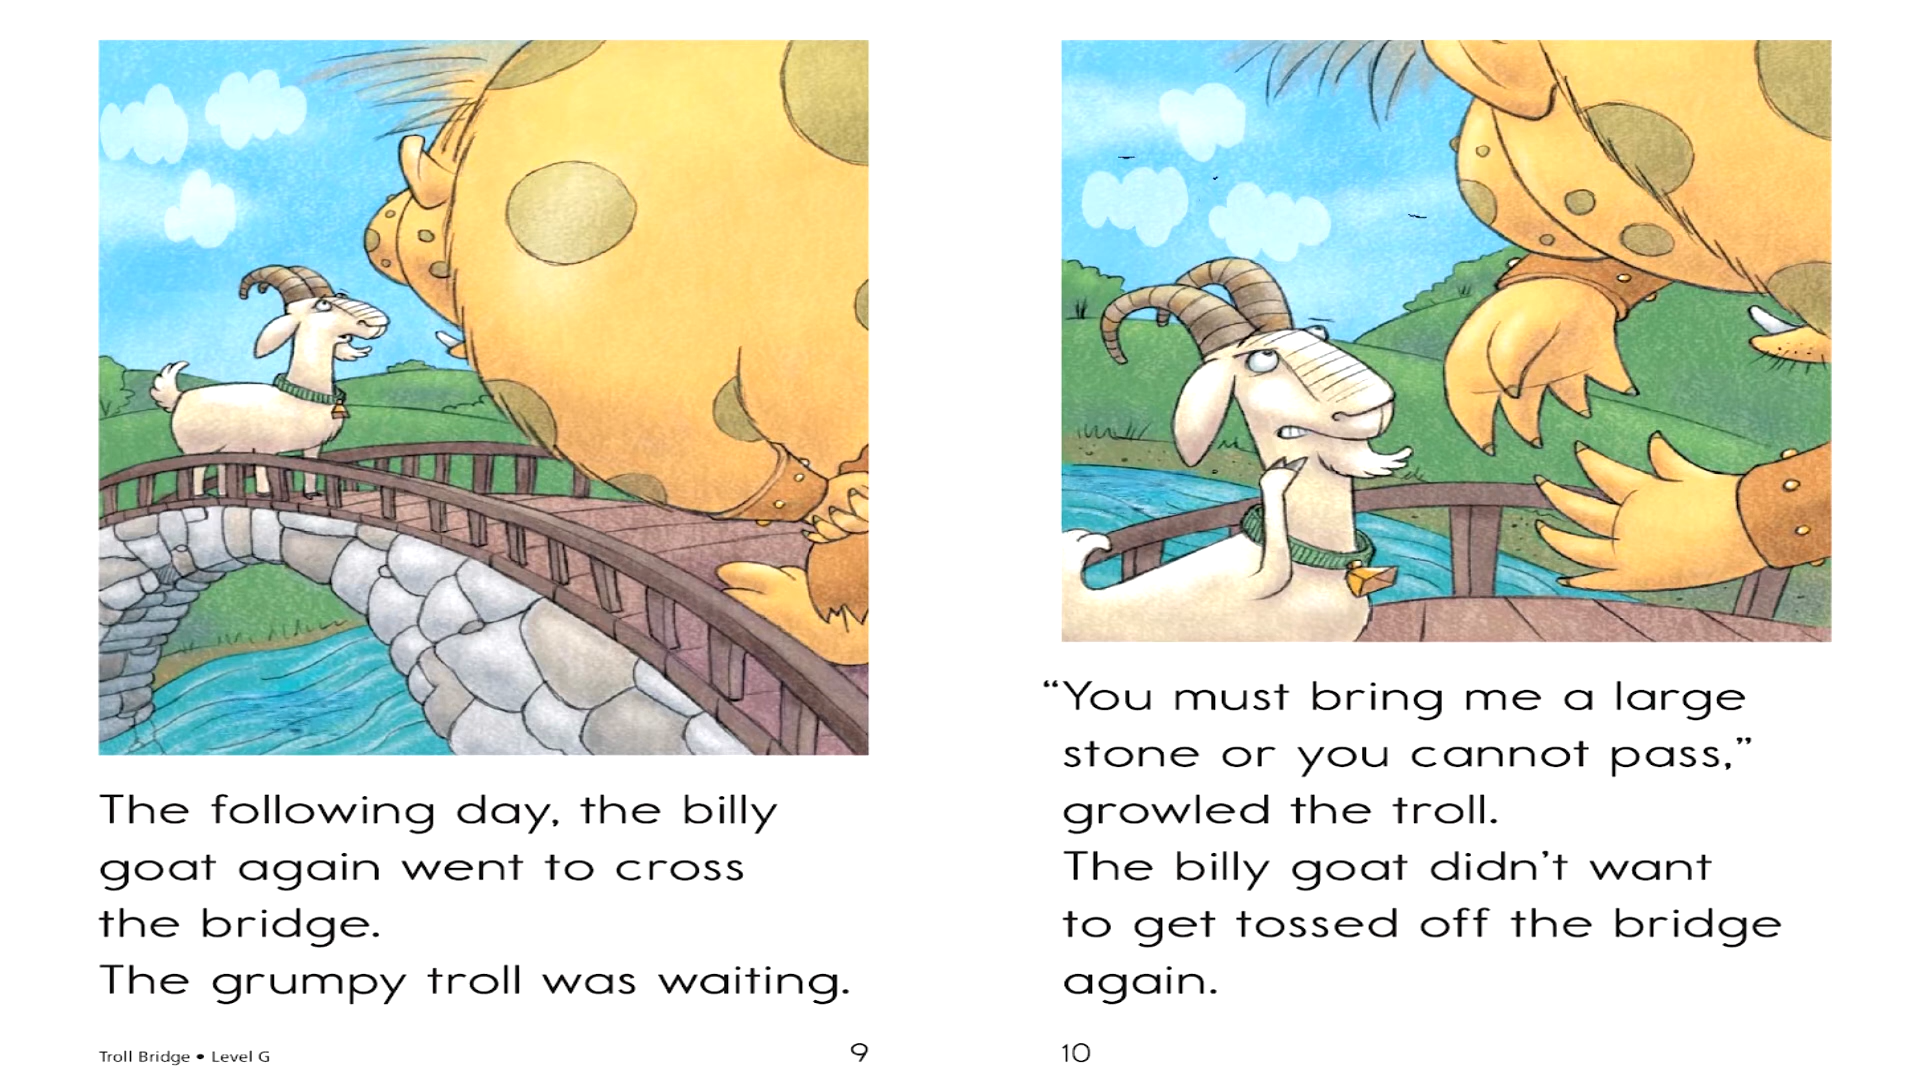 The following day, the billy
goat again went to cross
the bridge.
The grumpy troll was waiting.
Troll Bridge • Level G
9
“You must bring me a large
stone or you cannot pass,”
growled the troll.
The billy goat didn’t want
to get tossed off the bridge
again.
10